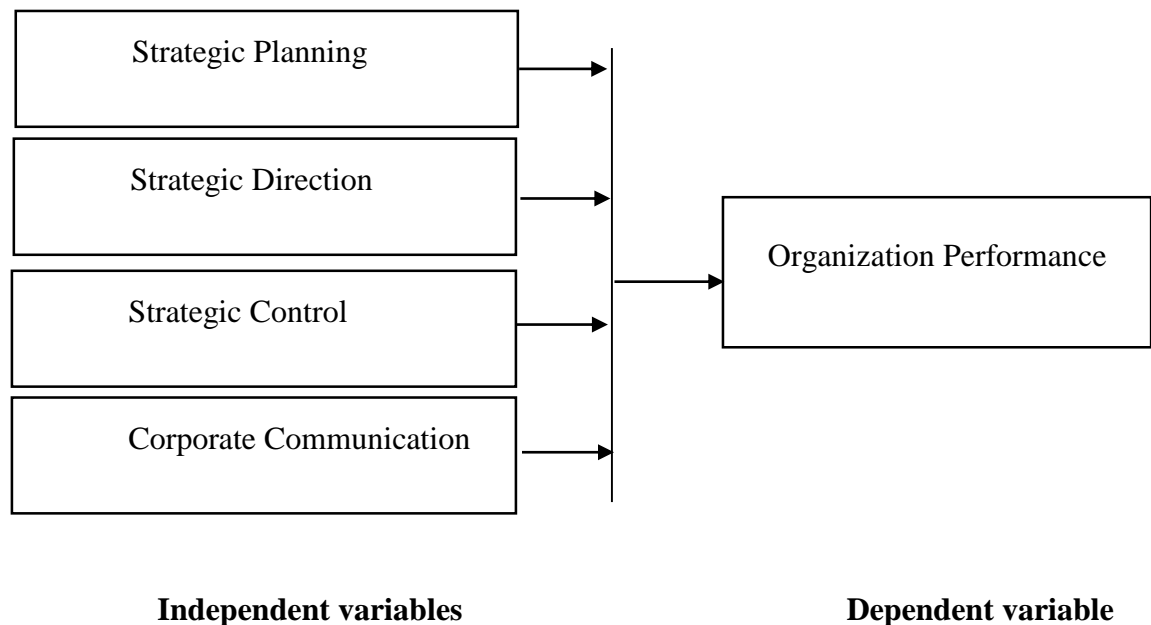 Strategic Planning
Strategic Direction
Strategic Control
Corporate Communication
Organization Performance
Independent variables
Dependent variable